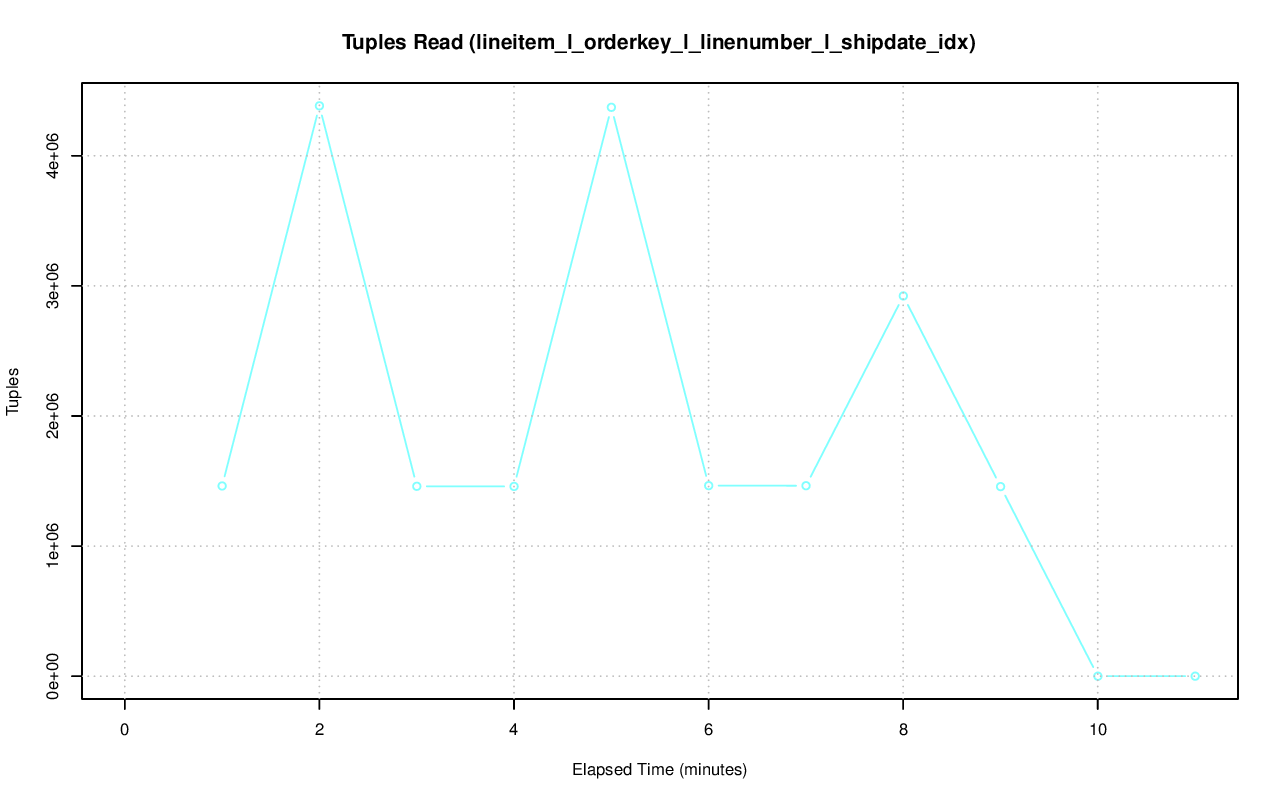 Tuples Read (lineitem_l_orderkey_l_linenumber_l_shipdate_idx)
Tuples
4e+06
3e+06
2e+06
1e+06
0e+00
0 2 4 6 8 10
Elapsed Time (minutes)